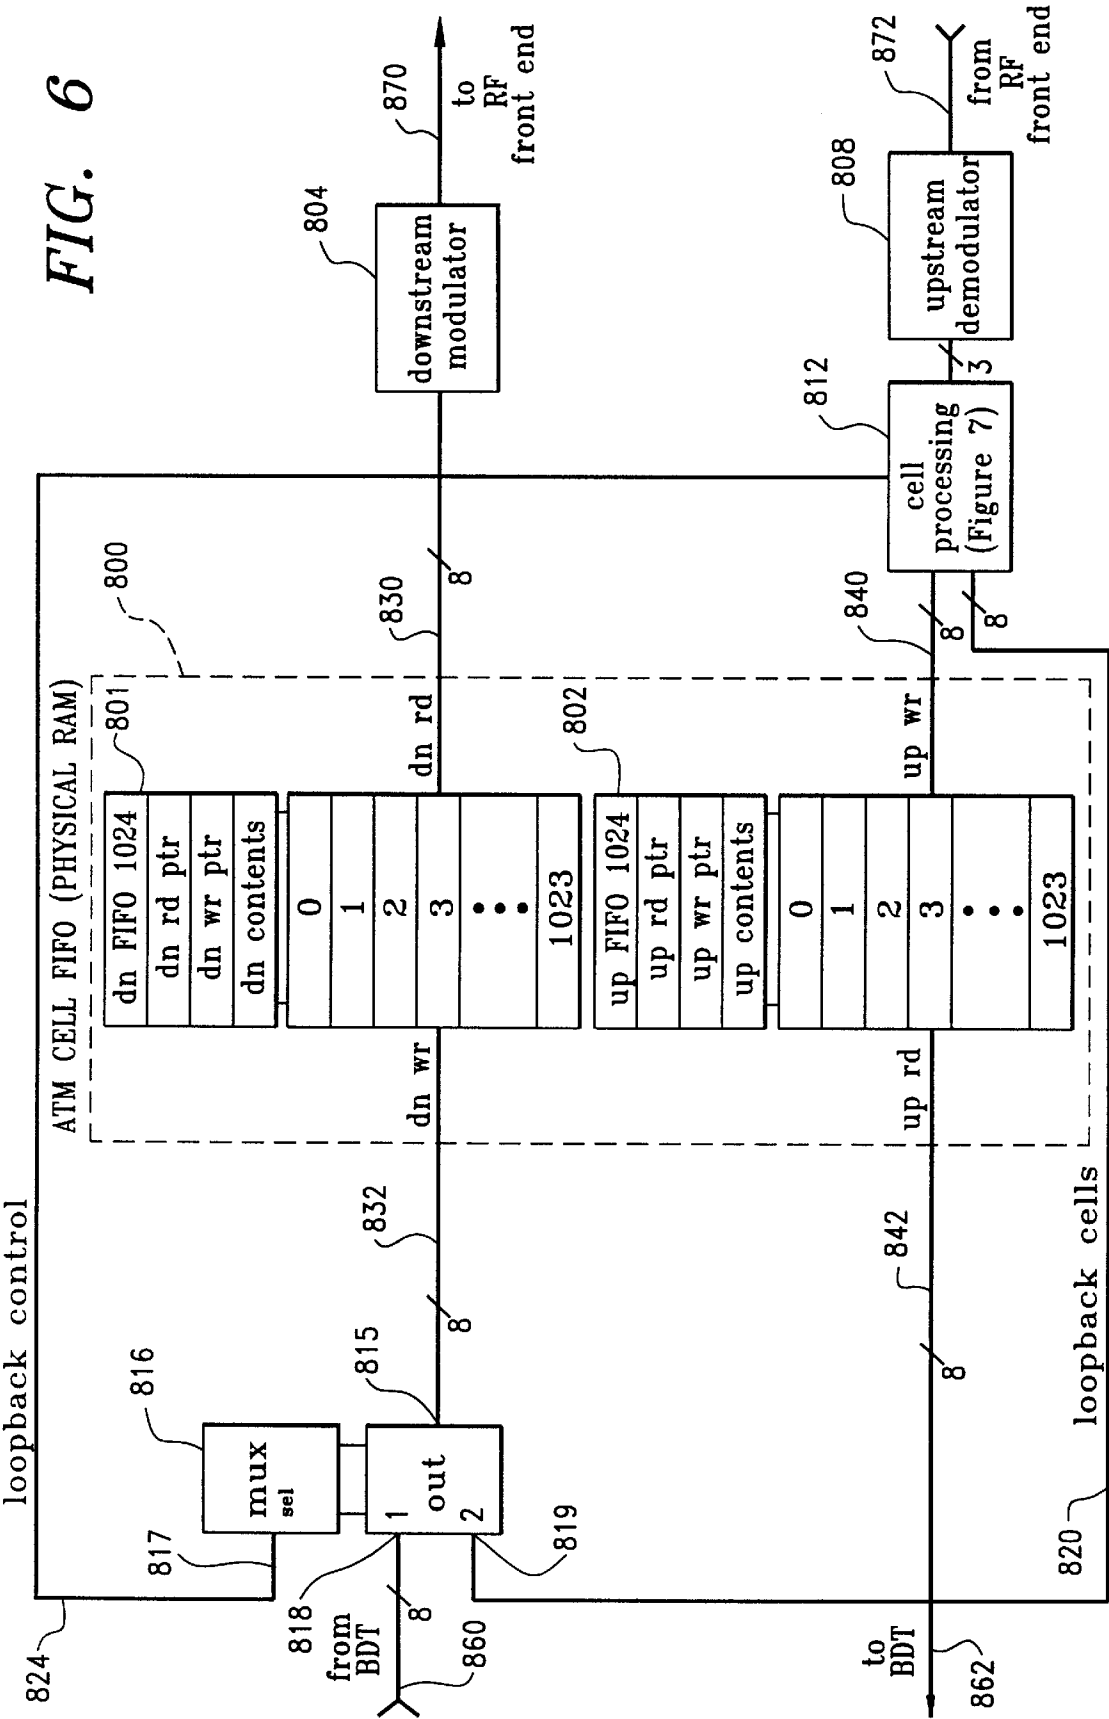 FIG. 6
loopback control
824
817
816
mux
sel
1
out
2
815
818
819
from
BDT
8
860
832
8
ATM CELL FIFO (PHYSICAL RAM)
800
801
dn FIFO 1024
dn rd ptr
dn wr ptr
dn contents
0
1
2
3
1023
dn wr
dn rd
830
8
804
downstream
modulator
870
to
RF
front end
802
up FIFO 1024
up rd ptr
up wr ptr
up contents
0
1
2
3
1023
up rd
up wr
840
8
8
812
cell
processing
(Figure 7)
3
808
upstream
demodulator
872
from
RF
front end
842
8
to
BDT
862
820
loopback cells